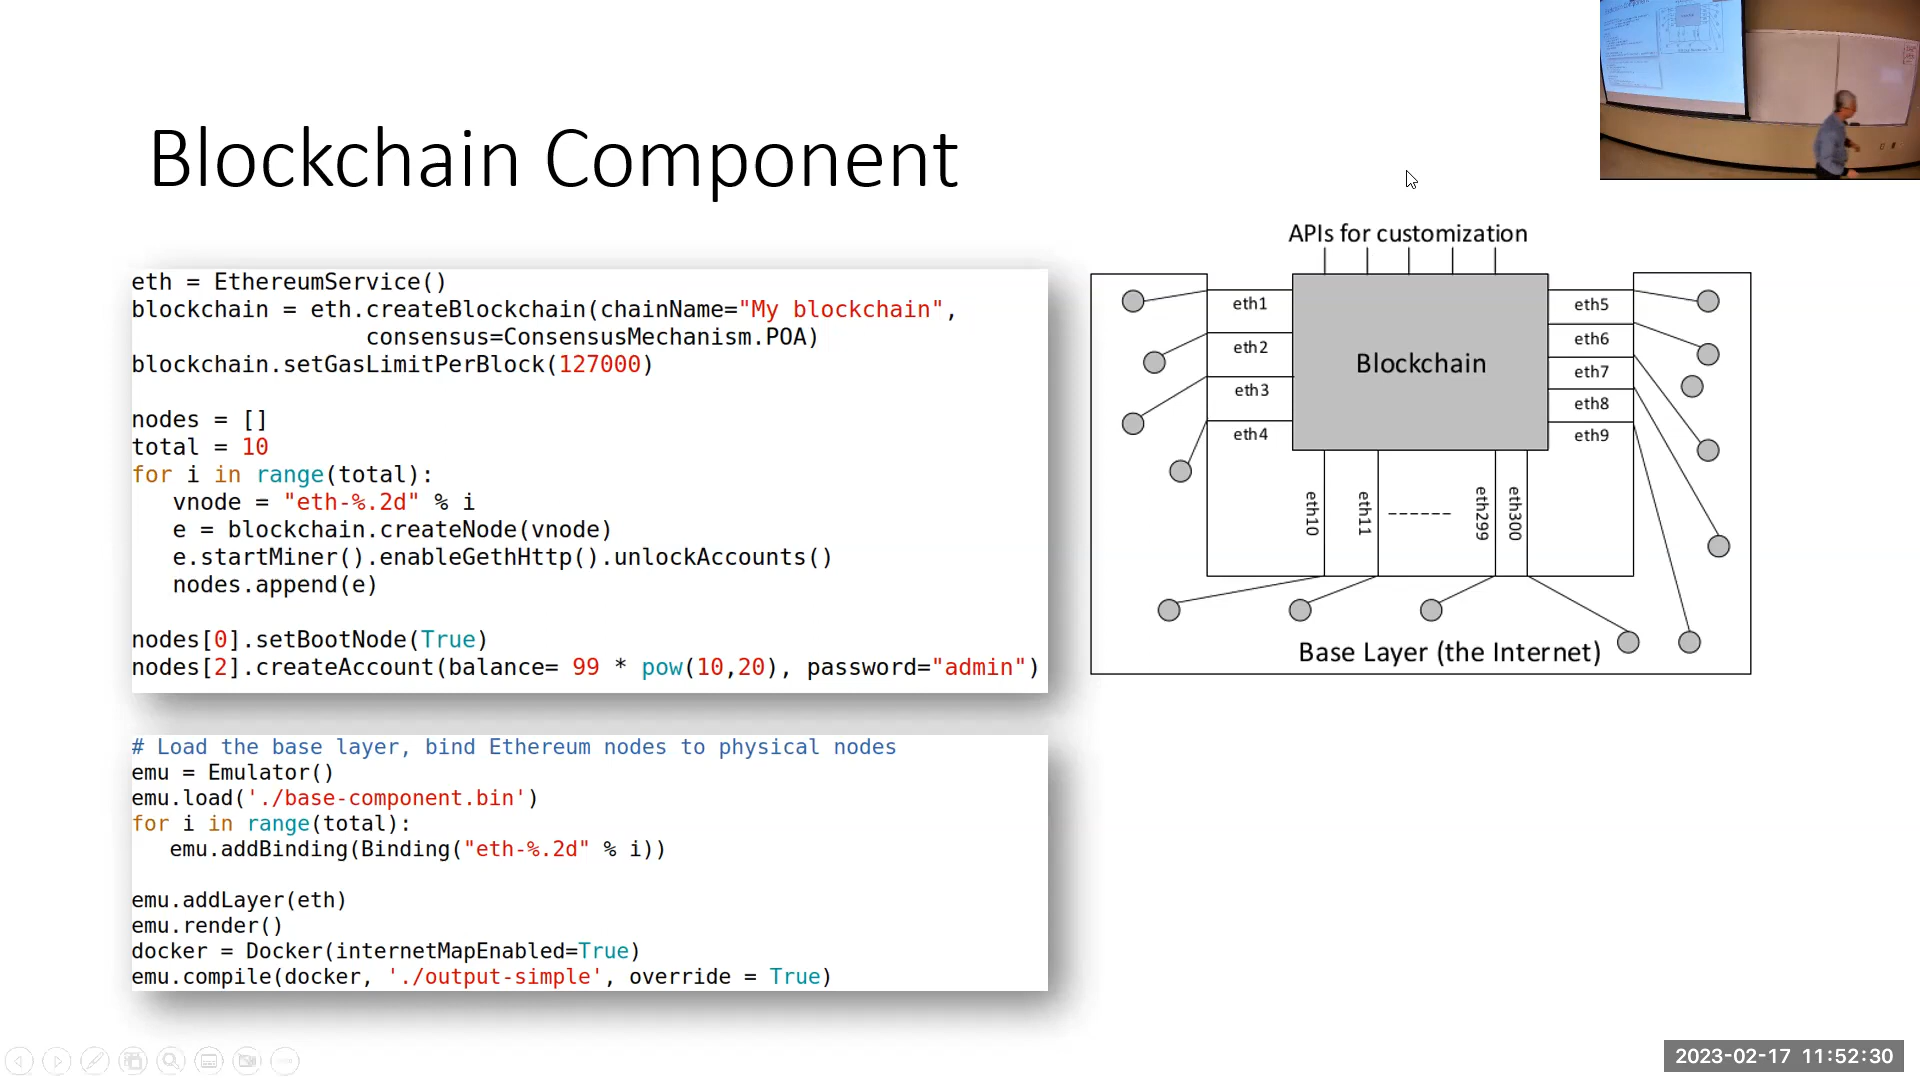 Blockchain Component
eth = EthereumService()
blockchain = eth.createBlockchain(chainName="My blockchain",
                 consensus=ConsensusMechanism.POA)
blockchain.setGasLimitPerBlock(127000)
nodes = []
total = 10
for i in range(total):
   vnode = "eth-%.2d" % i
   e = blockchain.createNode(vnode)
   e.startMiner().enableGethHttp().unlockAccounts()
   nodes.append(e)
nodes[0].setBootNode(True)
nodes[2].createAccount(balance= 99 * pow(10,20), password="admin")
# Load the base layer, bind Ethereum nodes to physical nodes
emu = Emulator()
emu.load('./base-component.bin')
for i in range(total):
   emu.addBinding(Binding("eth-%.2d" % i))
emu.addLayer(eth)
emu.render()
docker = Docker(internetMapEnabled=True)
emu.compile(docker, './output-simple', override = True)
APIs for customization
eth1
eth2
eth3
eth4
Blockchain
eth5
eth6
eth7
eth8
eth9
eth10
eth11
eth299
eth300
Base Layer (the Internet)
2023-02-17 11:52:30